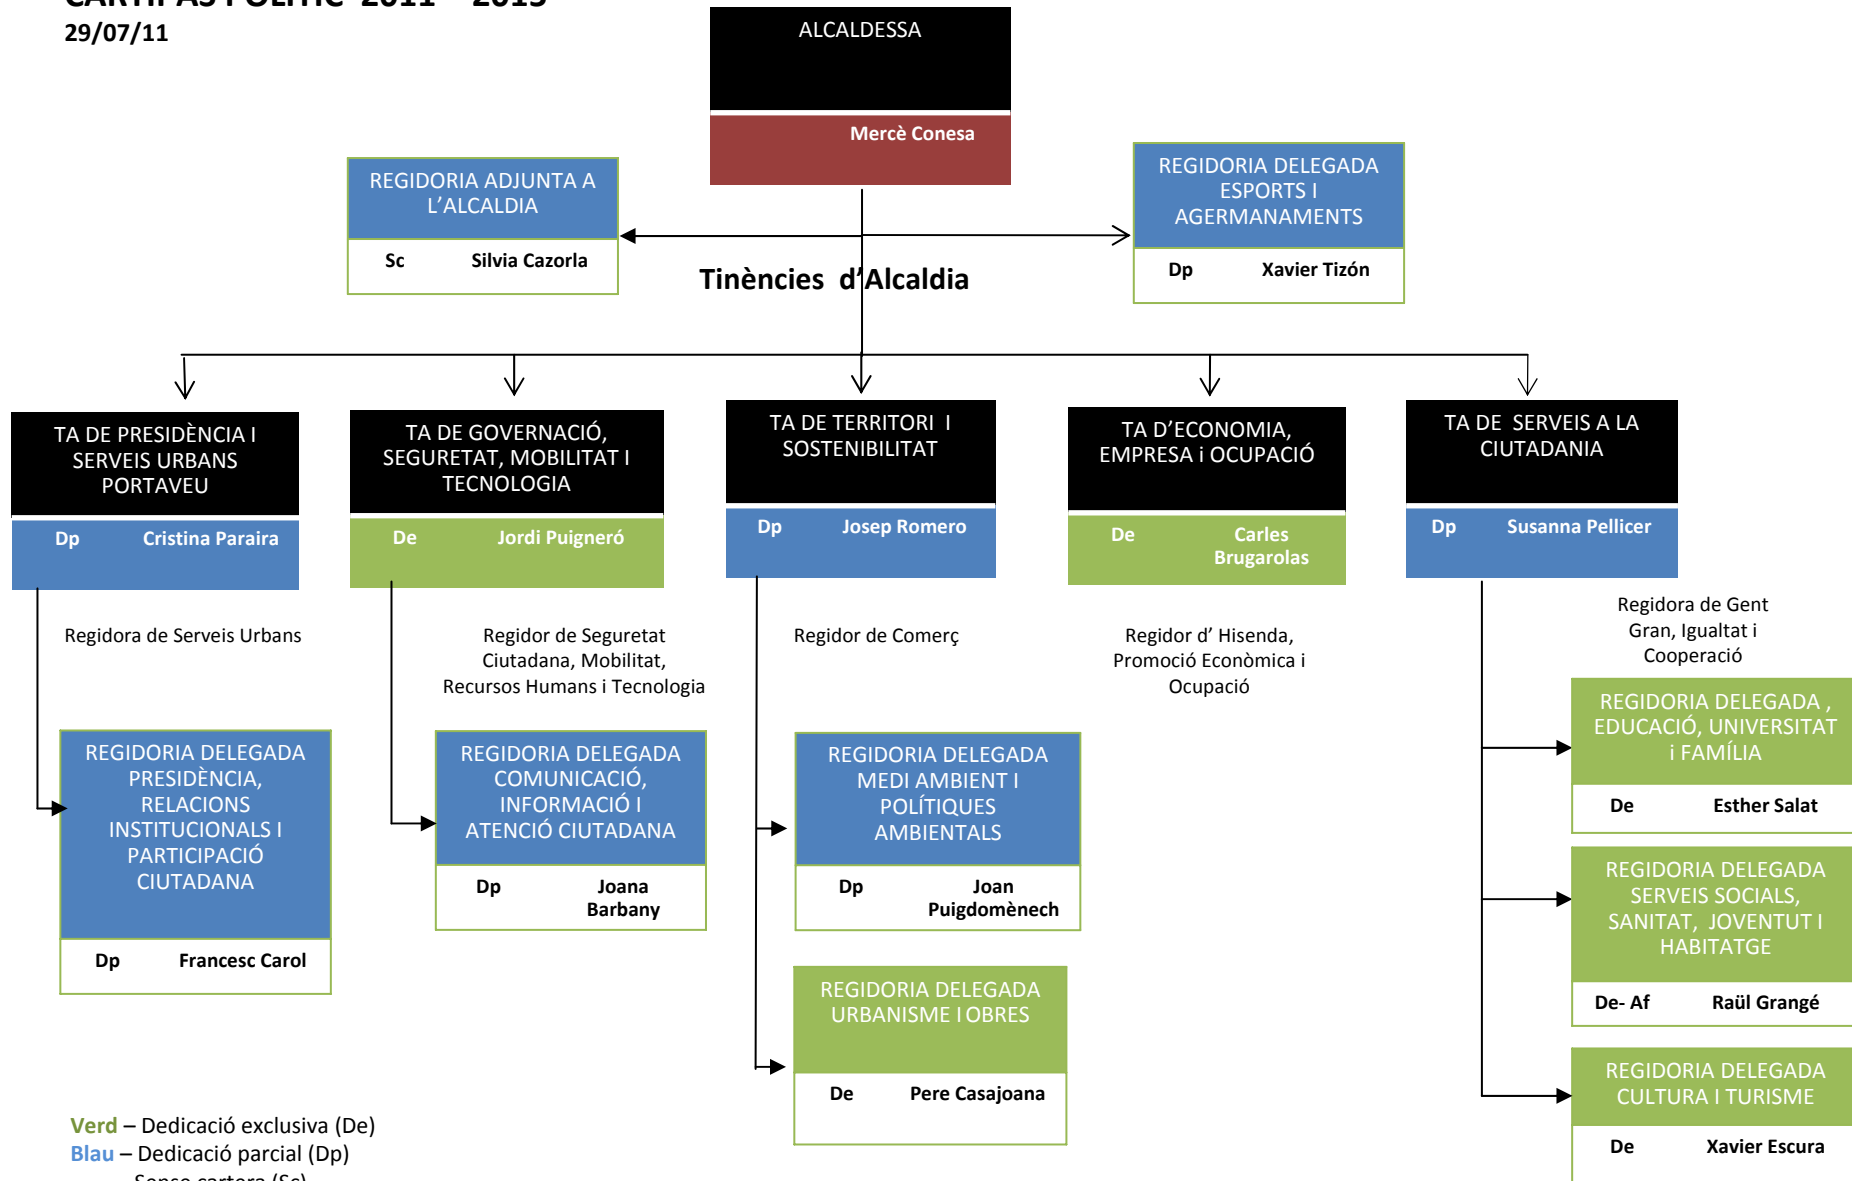 CARTIPÀS POLÍTIC 2011 – 2015
29/07/11
ALCALDESSA
Mercè Conesa
REGIDORIA ADJUNTA A
L’ALCALDIA
Sc Silvia Cazorla
REGIDORIA DELEGADA
ESPORTS I
AGERMANAMENTS
Dp Xavier Tizón
Tinències d’Alcaldia
TA DE PRESIDÈNCIA I
SERVEIS URBANS
PORTAVEU
Dp Cristina Paraira
Regidora de Serveis Urbans
REGIDORIA DELEGADA
PRESIDÈNCIA,
RELACIONS
INSTITUCIONALS I
PARTICIPACIÓ
CIUTADANA
Dp Francesc Carol
TA DE GOVERNACIÓ,
SEGURETAT, MOBILITAT I
TECNOLOGIA
De Jordi Puigneró
Regidor de Seguretat
Ciutadana, Mobilitat,
Recursos Humans i Tecnologia
REGIDORIA DELEGADA
COMUNICACIÓ,
INFORMACIÓ I
ATENCIÓ CIUTADANA
Dp Joana
Barbany
TA DE TERRITORI I
SOSTENIBILITAT
Dp Josep Romero
Regidor de Comerç
REGIDORIA DELEGADA
MEDI AMBIENT I
POLÍTIQUES
AMBIENTALS
Dp Joan
Puigdomènech
REGIDORIA DELEGADA
URBANISME I OBRES
De Pere Casajoana
TA D’ECONOMIA,
EMPRESA i OCUPACIÓ
De Carles
Brugarolas
Regidor d’ Hisenda,
Promoció Econòmica i
Ocupació
TA DE SERVEIS A LA
CIUTADANIA
Dp Susanna Pellicer
Regidora de Gent
Gran, Igualtat i
Cooperació
REGIDORIA DELEGADA ,
EDUCACIÓ, UNIVERSITAT
i FAMÍLIA
De Esther Salat
REGIDORIA DELEGADA
SERVEIS SOCIALS,
SANITAT, JOVENTUT I
HABITATGE
De- Af Raül Grangé
REGIDORIA DELEGADA
CULTURA I TURISME
De Xavier Escura
Verd – Dedicació exclusiva (De)
Blau – Dedicació parcial (Dp)
Sense cartera (Sc)